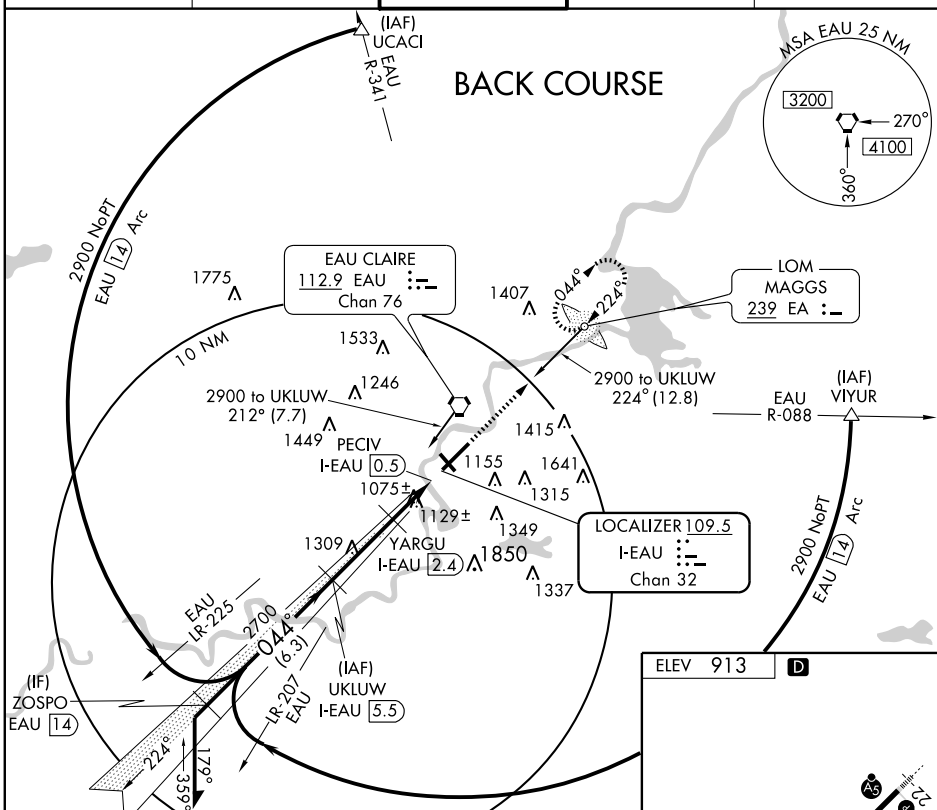 (IAF)
UCACI
EAU
R-341
BACK COURSE
MSA EAU 25 NM
3200
270°
4100
360°
2900 NoPT
EAU 14 Arc
EAU CLAIRE
112.9 EAU
Chan 76
1775
10 NM
1533
1407
044°
224°
LOM
MAGGS
239 EA
1246
2900 to UKLUW
212° (7.7)
1449
2900 to UKLUW
224° (12.8)
(IAF)
VIYUR
EAU
R-088
PECIV
I-EAU 0.5
1415
1155
1641
1315
1075±
1129±
1349
1309
YARGU
I-EAU 2.4
1850
1337
LOCALIZER 109.5
I-EAU
Chan 32
2900 NoPT
EAU 14 Arc
EAU
LR-225
2700
044°
(6.3)
(IAF)
UKLUW
I-EAU 5.5
LR-207
EAU
(IF)
ZOSPO
EAU 14
224°
359°
179°
ELEV 913 D
A5
22